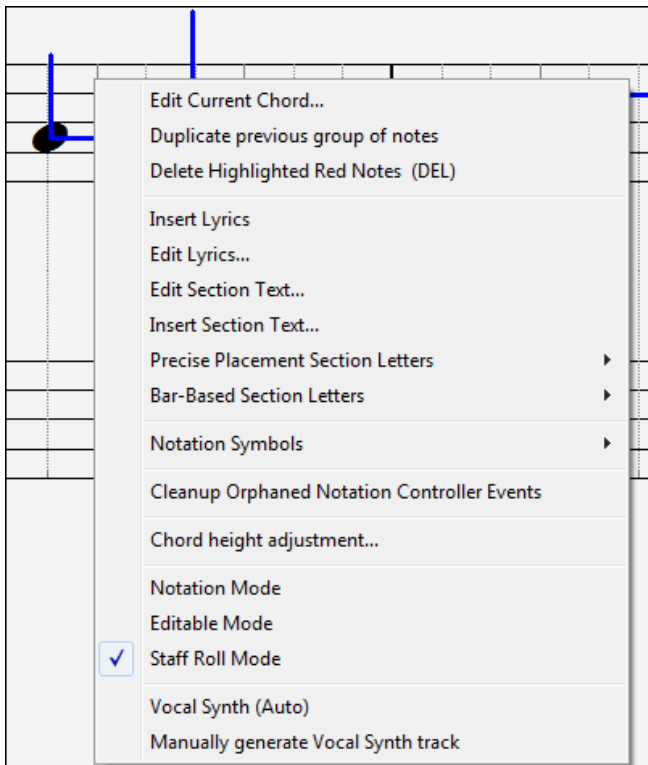 Edit Current Chord...
Duplicate previous group of notes
Delete Highlighted Red Notes  (DEL)
Insert Lyrics
Edit Lyrics...
Edit Section Text...
Insert Section Text...
Precise Placement Section Letters
Bar-Based Section Letters
Notation Symbols
Cleanup Orphaned Notation Controller Events
Chord height adjustment...
Notation Mode
Editable Mode
Staff Roll Mode
Vocal Synth (Auto)
Manually generate Vocal Synth track